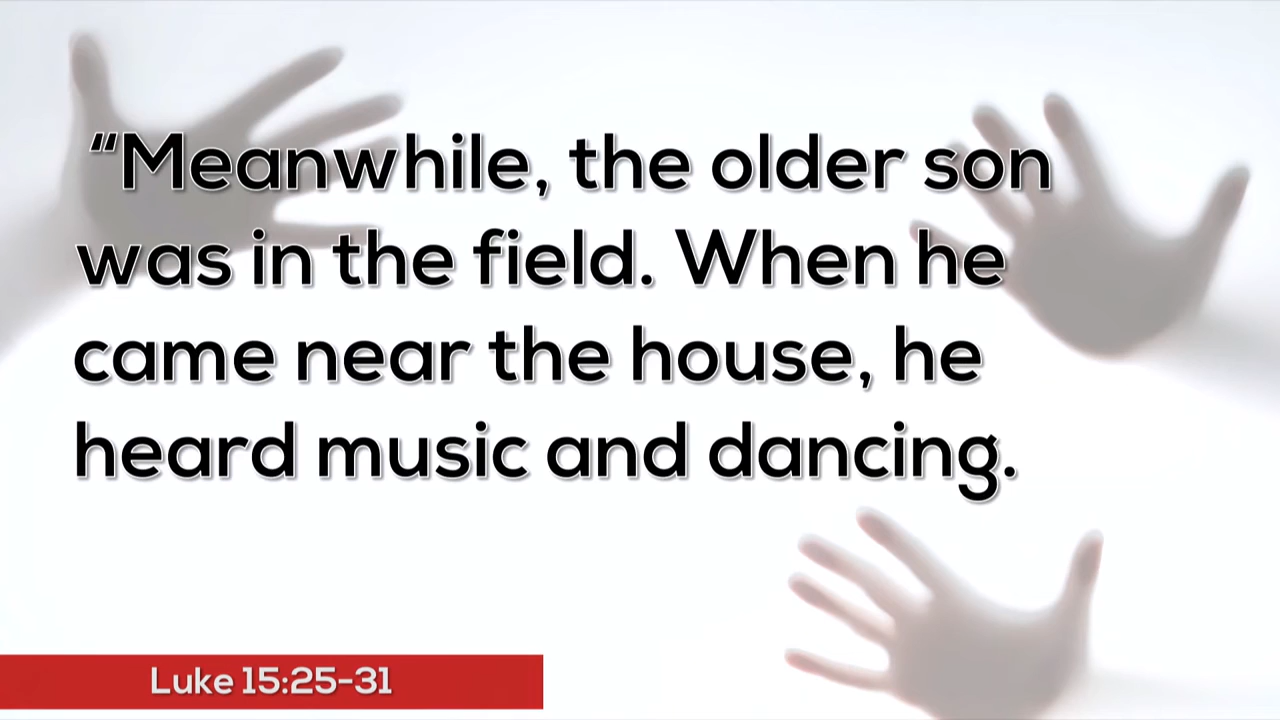 “Meanwhile, the older son
was in the field. When he
came near the house, he
heard music and dancing.
Luke 15:25-31